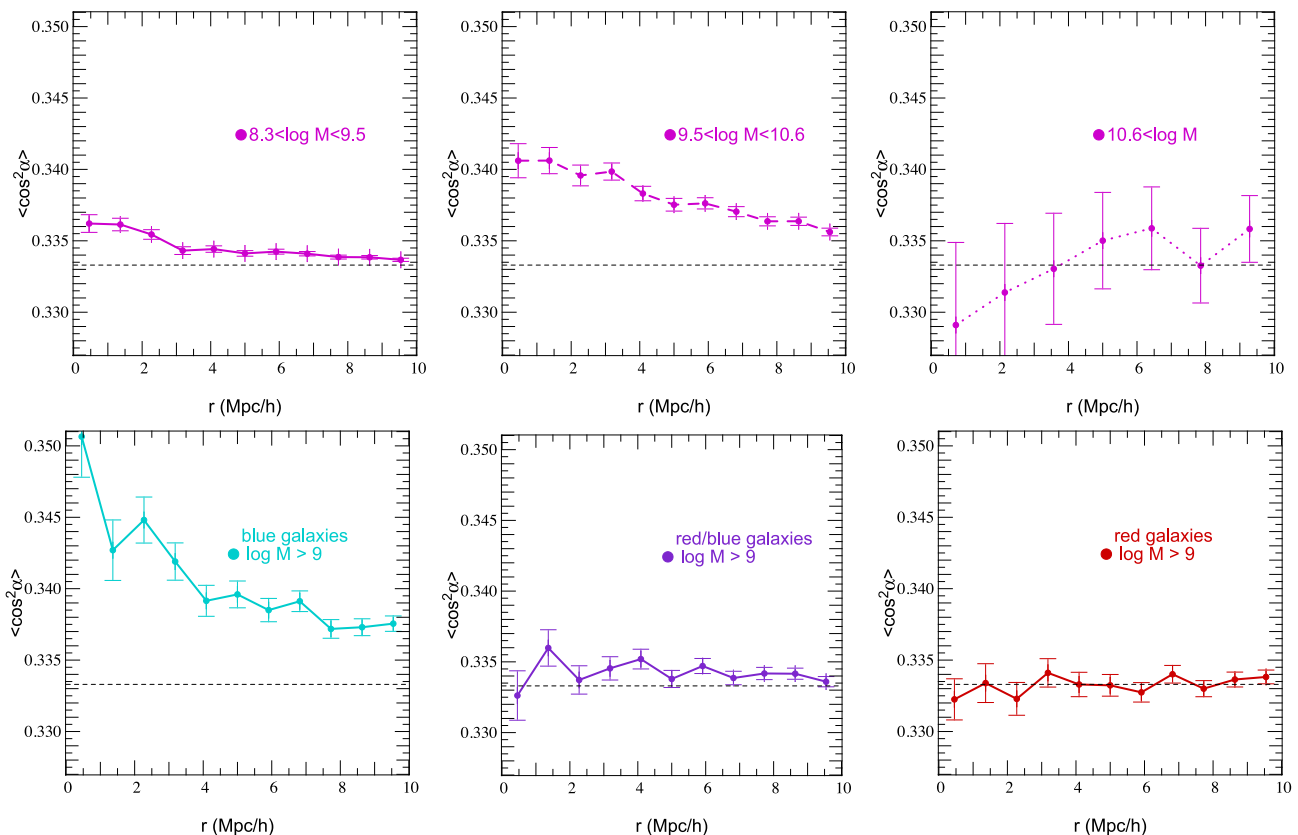 0.350
0.345
0.340
0.335
0.330
<cos²α>
8.3<log M<9.5
0 2 4 6 8 10
r (Mpc/h)
0.350
0.345
0.340
0.335
0.330
<cos²α>
9.5<log M<10.6
0 2 4 6 8 10
r (Mpc/h)
0.350
0.345
0.340
0.335
0.330
<cos²α>
10.6<log M
0 2 4 6 8 10
r (Mpc/h)
0.350
0.345
0.340
0.335
0.330
<cos²α>
blue galaxies
log M > 9
0 2 4 6 8 10
r (Mpc/h)
0.350
0.345
0.340
0.335
0.330
<cos²α>
red/blue galaxies
log M > 9
0 2 4 6 8 10
r (Mpc/h)
0.350
0.345
0.340
0.335
0.330
<cos²α>
red galaxies
log M > 9
0 2 4 6 8 10
r (Mpc/h)